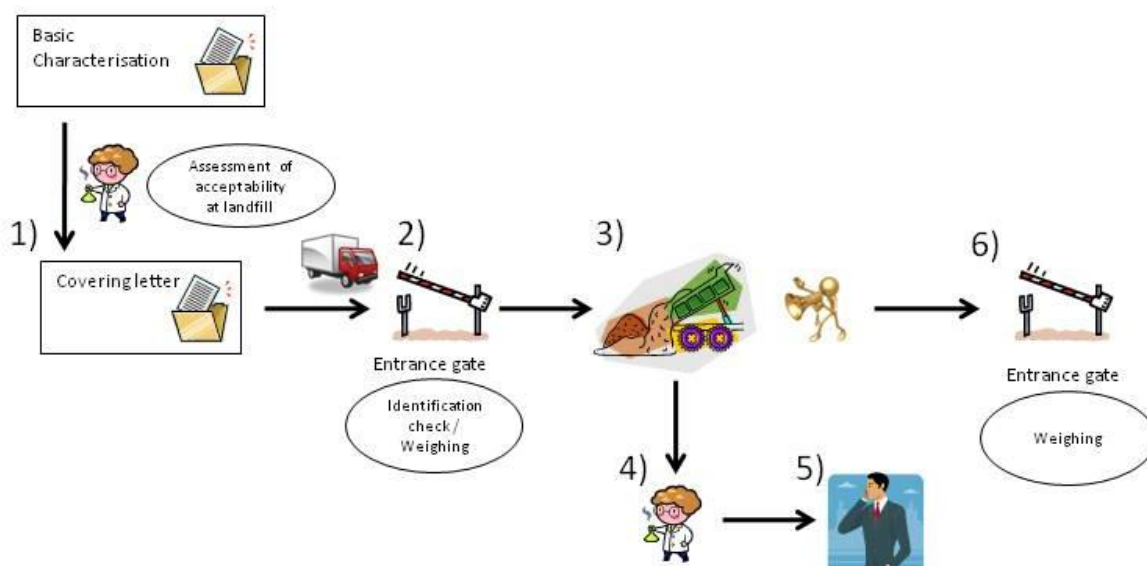 Basic
Characterisation
Assessment of
acceptability
at landfill
1)
Covering letter
2)
Entrance gate
Identification
check /
Weighing
3)
4)
5)
6)
Entrance gate
Weighing